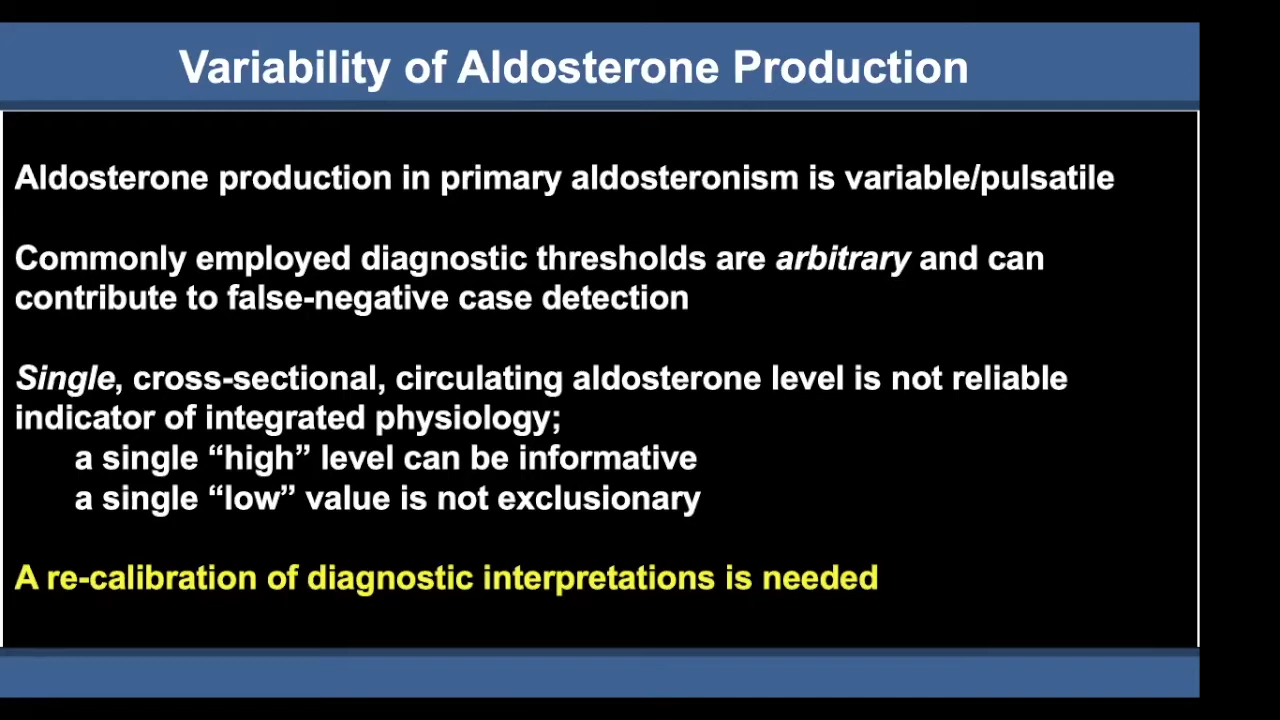 Variability of Aldosterone Production
Aldosterone production in primary aldosteronism is variable/pulsatile
Commonly employed diagnostic thresholds are arbitrary and can
contribute to false-negative case detection
Single, cross-sectional, circulating aldosterone level is not reliable
indicator of integrated physiology;
a single “high” level can be informative
a single “low” value is not exclusionary
A re-calibration of diagnostic interpretations is needed